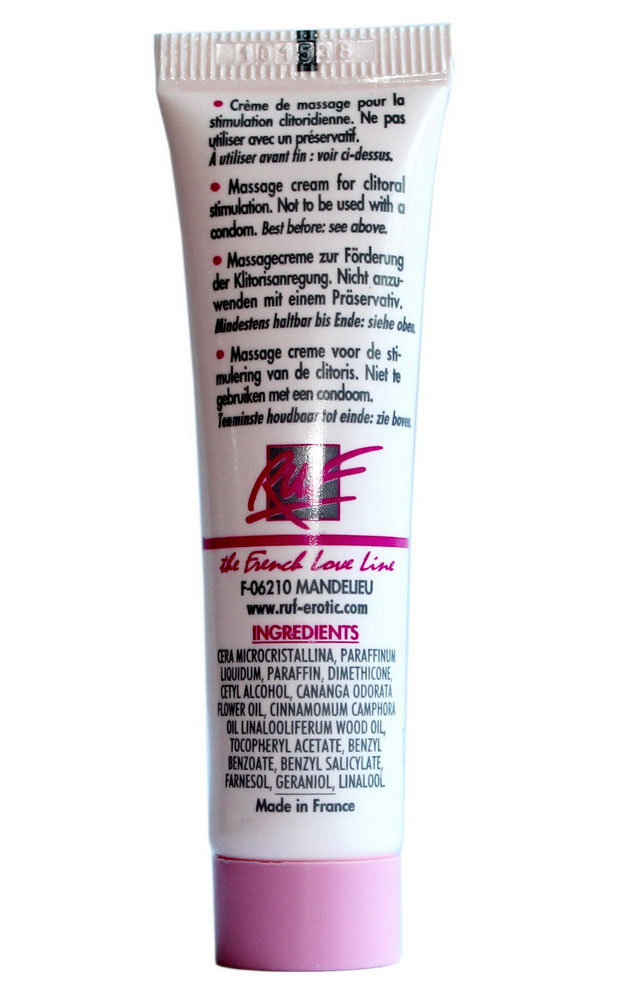 • Crème de massage pour la
stimulation clitoridienne. Ne pas
utiliser avec un préservatif.
À utiliser avant fin : voir ci-dessus.
• Massage cream for clitoral
stimulation. Not to be used with a
condom. Best before: see above.
• Massagecreme zur Förderung
der Klitorisanregung. Nicht anzu-
wenden mit einem Präservativ.
Mindestens haltbar bis Ende: siehe oben.
• Massage creme voor de sti-
mulering van de clitoris. Niet te
gebruiken met een condoom.
Tenminste houdbaar tot einde: zie boven.
RUF
the French Love Line
F-06210 MANDELIEU
www.ruf-erotic.com
INGREDIENTS
CERA MICROCRISTALLINA, PARAFFINUM
LIQUIDUM, PARAFFIN, DIMETHICONE,
CETYL ALCOHOL, CANANGA ODORATA
FLOWER OIL, CINNAMOMUM CAMPHORA
OIL LINALOOLIFERUM WOOD OIL,
TOCOPHERYL ACETATE, BENZYL
BENZOATE, BENZYL SALICYLATE,
FARNESOL, GERANIOL, LINALOOL
Made in France